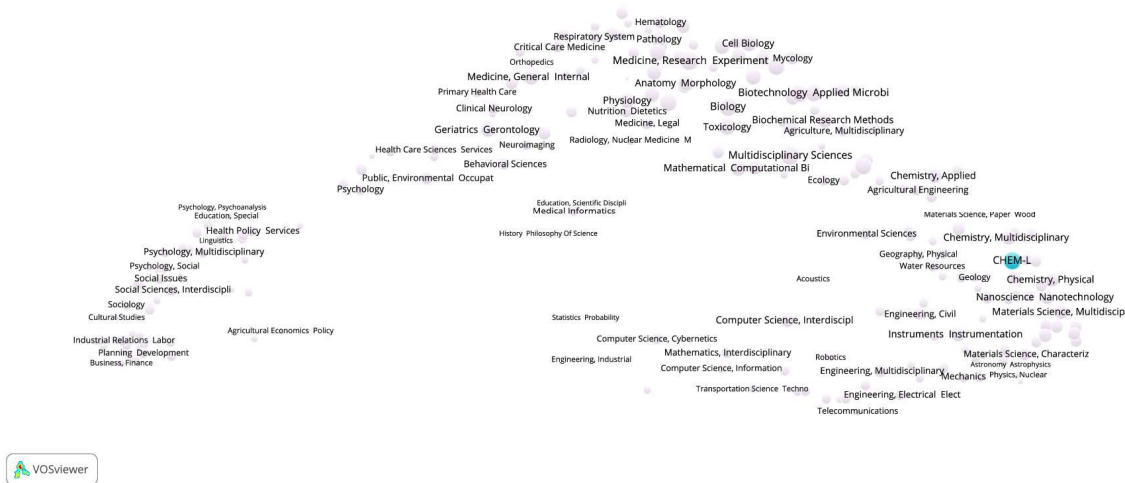 Hematology
Respiratory System Pathology
Critical Care Medicine
Cell Biology
Orthopedics
Medicine, Research Experiment
Mycology
Medicine, General Internal
Anatomy Morphology
Primary Health Care
Biotechnology Applied Microbi
Physiology
Clinical Neurology
Nutrition Dietetics
Biology
Medicine, Legal
Biochemical Research Methods
Geriatrics Gerontology
Toxicology
Agriculture, Multidisciplinary
Radiology, Nuclear Medicine M
Neuroimaging
Health Care Sciences Services
Multidisciplinary Sciences
Behavioral Sciences
Mathematical Computational Bi
Public, Environmental Occupat
Ecology
Chemistry, Applied
Psychology
Agricultural Engineering
Education, Scientific Discipli
Psychology, Psychoanalysis
Medical Informatics
Education, Special
Materials Science, Paper Wood
Health Policy Services
History Philosophy Of Science
Environmental Sciences
Linguistics
Chemistry, Multidisciplinary
Psychology, Multidisciplinary
Geography, Physical
CHEM-L
Psychology, Social
Water Resources
Social Issues
Acoustics
Geology
Chemistry, Physical
Social Sciences, Interdiscipli
Nanoscience Nanotechnology
Sociology
Materials Science, Multidiscip
Cultural Studies
Statistics Probability
Engineering, Civil
Computer Science, Interdiscipl
Agricultural Economics Policy
Instruments Instrumentation
Industrial Relations Labor
Computer Science, Cybernetics
Planning Development
Mathematics, Interdisciplinary
Materials Science, Characteriz
Business, Finance
Engineering, Industrial
Robotics
Astronomy Astrophysics
Computer Science, Information
Engineering, Multidisciplinary
Mechanics Physics, Nuclear
Transportation Science Techno
Engineering, Electrical Elect
Telecommunications
VOSviewer